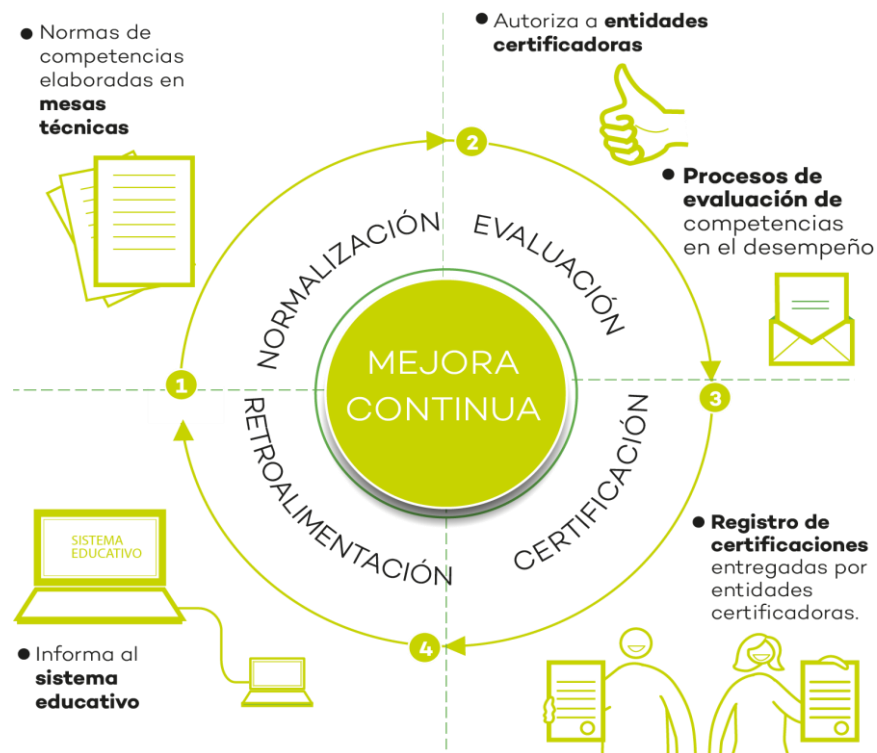 Normas de
competencias
elaboradas en
mesas
técnicas
Autoriza a entidades
certificadoras
Procesos de
evaluación de
competencias
en el desempeño
1
2
3
4
NORMALIZACIÓN
EVALUACIÓN
CERTIFICACIÓN
RETROALIMENTACIÓN
MEJORA
CONTINUA
Registro de
certificaciones
entregadas por
entidades
certificadoras.
SISTEMA
EDUCATIVO
Informa al
sistema
educativo